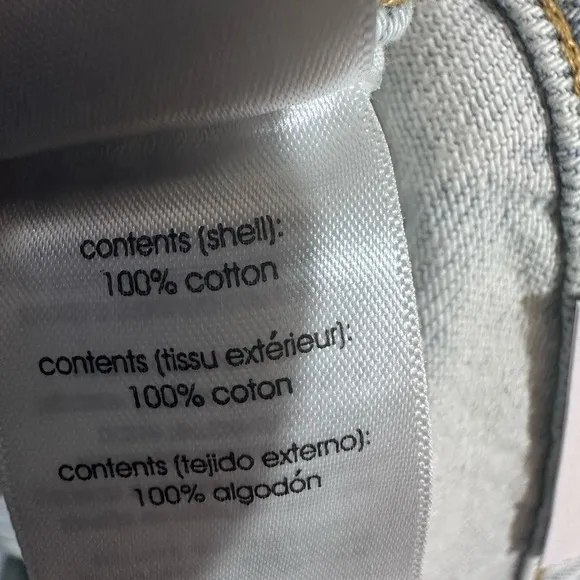 contents (shell):
100% cotton
contents (tissu extérieur):
100% coton
contents (tejido externo):
100% algodón